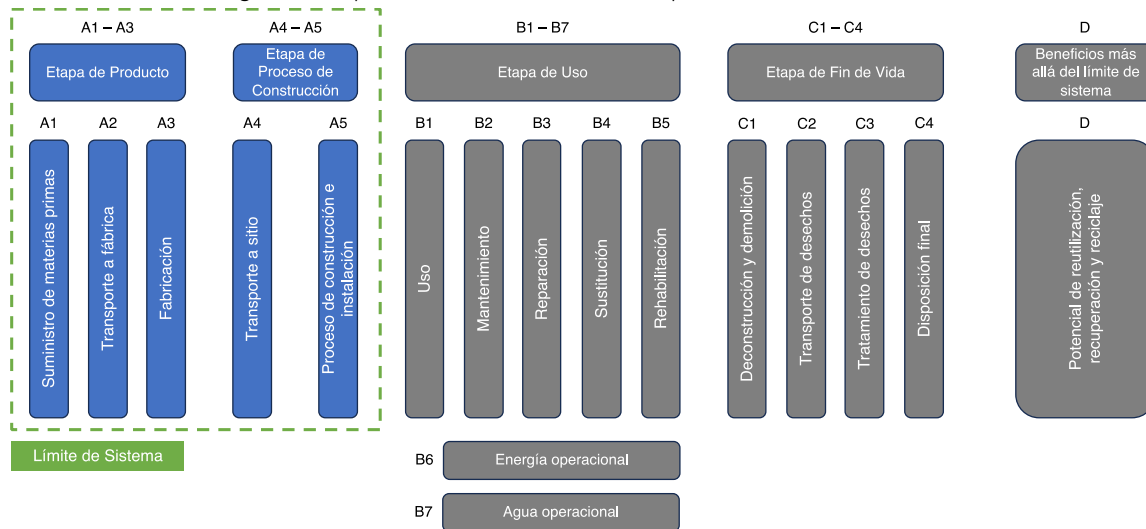 A1 – A3
A4 – A5
B1 – B7
C1 – C4
D
Etapa de Producto
Etapa de
Proceso de
Construcción
Etapa de Uso
Etapa de Fin de Vida
Beneficios más
allá del límite de
sistema
A1
A2
A3
A4
A5
B1
B2
B3
B4
B5
C1
C2
C3
C4
D
Suministro de materias primas
Transporte a fábrica
Fabricación
Transporte a sitio
Proceso de construcción e
instalación
Uso
Mantenimiento
Reparación
Sustitución
Rehabilitación
Deconstrucción y demolición
Transporte de desechos
Tratamiento de desechos
Disposición final
Potencial de reutilización,
recuperación y reciclaje
Límite de Sistema
B6
Energía operacional
B7
Agua operacional